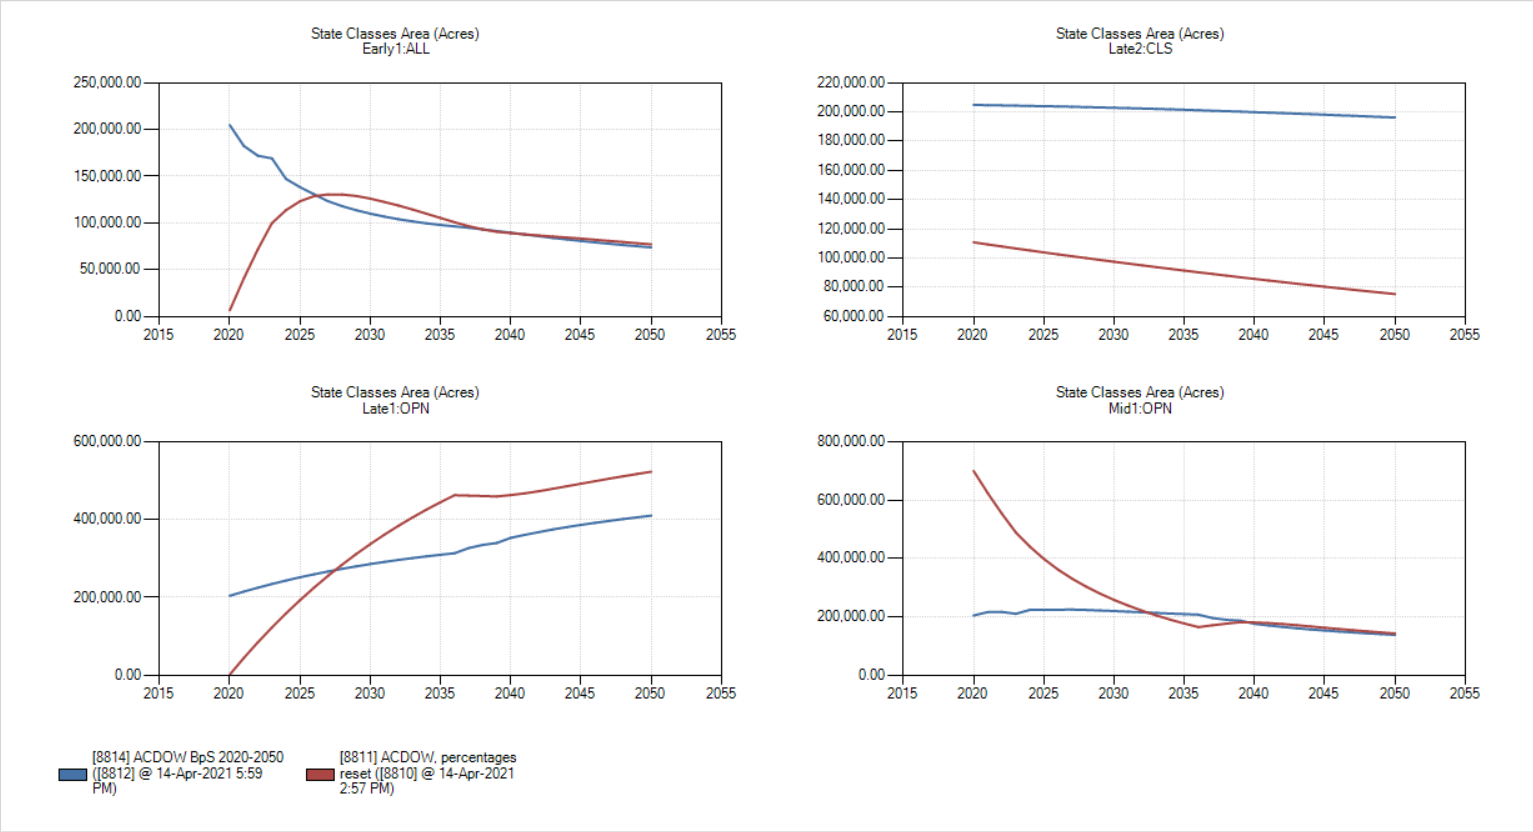 State Classes Area (Acres)
Early1:ALL
250,000.00
200,000.00
150,000.00
100,000.00
50,000.00
0.00
2015 2020 2025 2030 2035 2040 2045 2050 2055
State Classes Area (Acres)
Late2:CLS
220,000.00
200,000.00
180,000.00
160,000.00
140,000.00
120,000.00
100,000.00
80,000.00
60,000.00
2015 2020 2025 2030 2035 2040 2045 2050 2055
State Classes Area (Acres)
Late1:OPN
600,000.00
400,000.00
200,000.00
0.00
2015 2020 2025 2030 2035 2040 2045 2050 2055
State Classes Area (Acres)
Mid1:OPN
800,000.00
600,000.00
400,000.00
200,000.00
0.00
2015 2020 2025 2030 2035 2040 2045 2050 2055
[8814] ACDOW BpS 2020-2050
([8812] @ 14-Apr-2021 5:59
PM)
[8811] ACDOW, percentages
reset ([8810] @ 14-Apr-2021
2:57 PM)